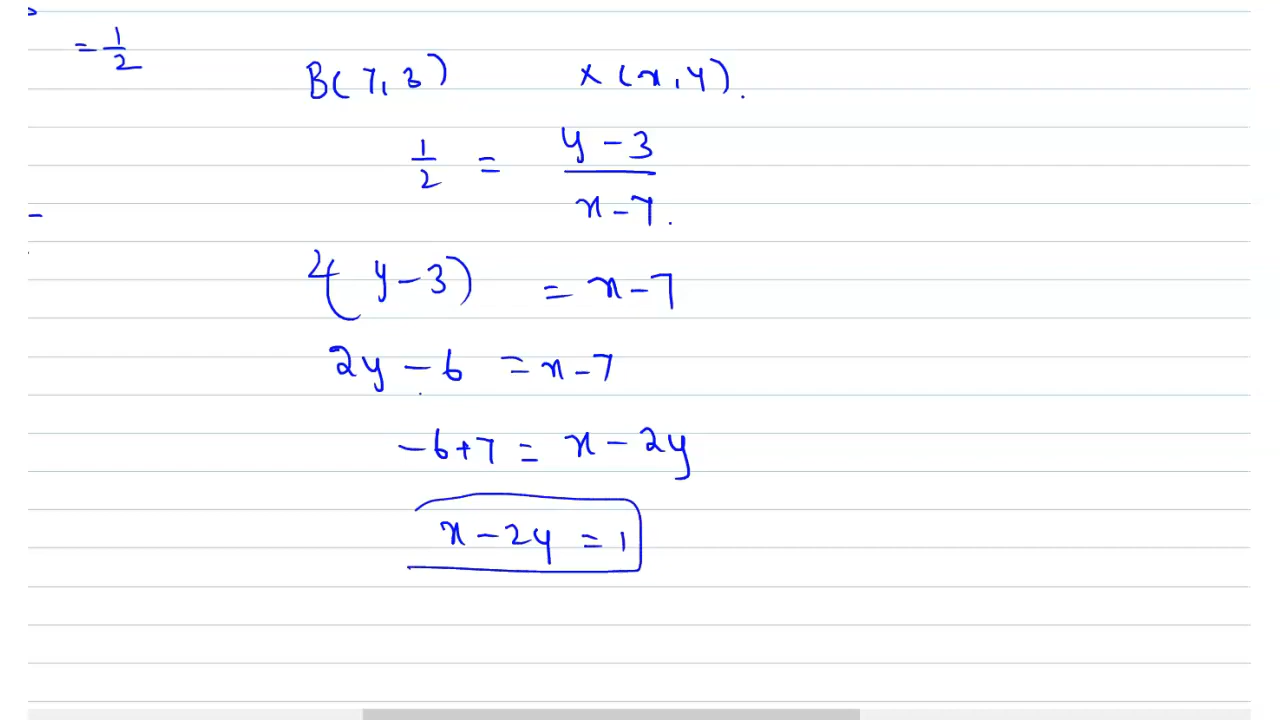 = 1/2
B(7, 3) X(x, y).
1/2 = (y - 3)/(x - 7).
2(y - 3) = x - 7
2y - 6 = x - 7
-6 + 7 = x - 2y
x - 2y = 1